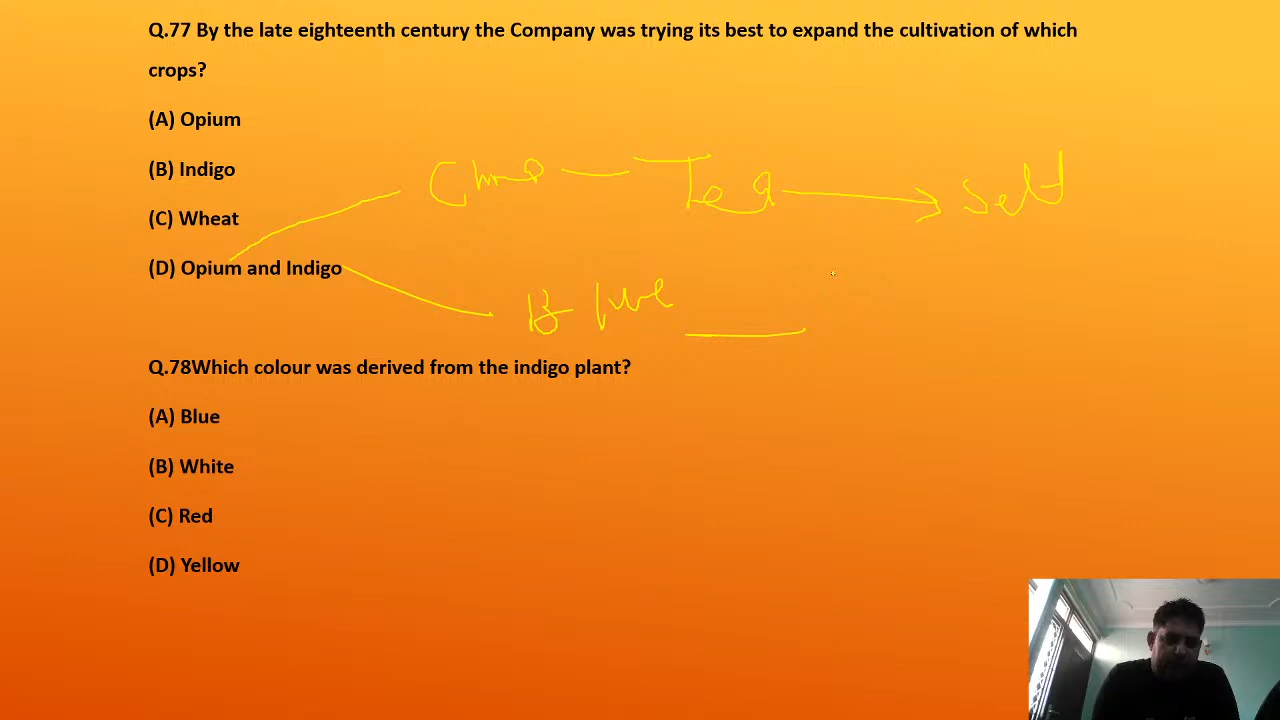 Q.77 By the late eighteenth century the Company was trying its best to expand the cultivation of which
crops?
(A) Opium
(B) Indigo
(C) Wheat
(D) Opium and Indigo
China — Tea → Sell
Q.78Which colour was derived from the indigo plant?
(A) Blue
(B) White
(C) Red
(D) Yellow